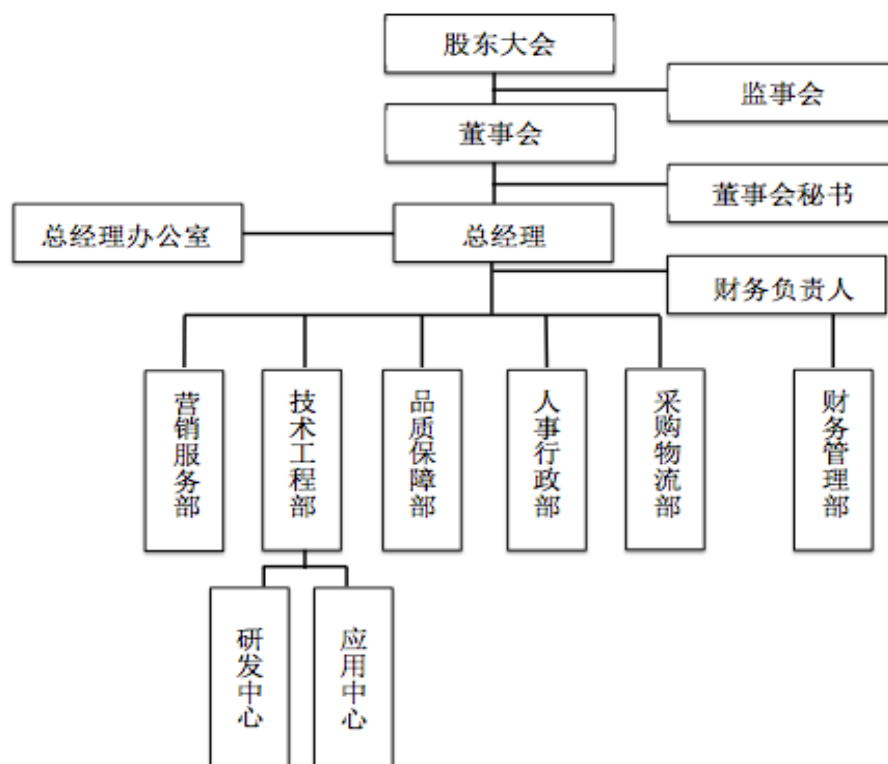 股东大会
监事会
董事会
董事会秘书
总经理办公室
总经理
财务负责人
营销服务部
技术工程部
品质保障部
人事行政部
采购物流部
财务管理部
研发中心
应用中心